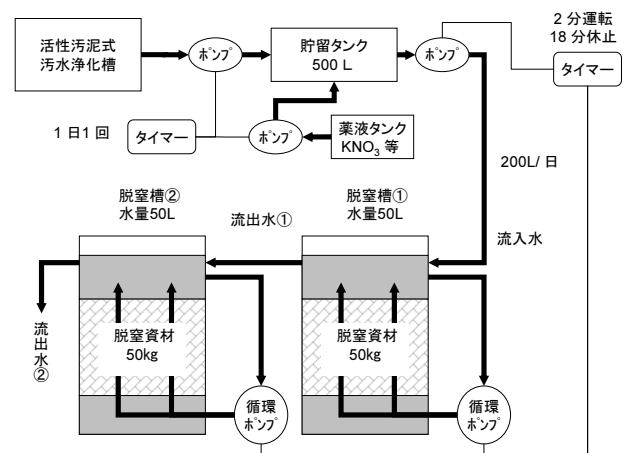 活性汚泥式
汚水浄化槽
ﾎﾟﾝﾌﾟ
貯留タンク
500 L
ﾎﾟﾝﾌﾟ
2 分運転
18 分休止
タイマー
1 日1 回
タイマー
ﾎﾟﾝﾌﾟ
薬液タンク
KNO₃ 等
200L/ 日
脱窒槽②
水量50L
流出水①
脱窒槽①
水量50L
流入水
脱窒資材
50kg
脱窒資材
50kg
流出水②
循環
ﾎﾟﾝﾌﾟ
循環
ﾎﾟﾝﾌﾟ